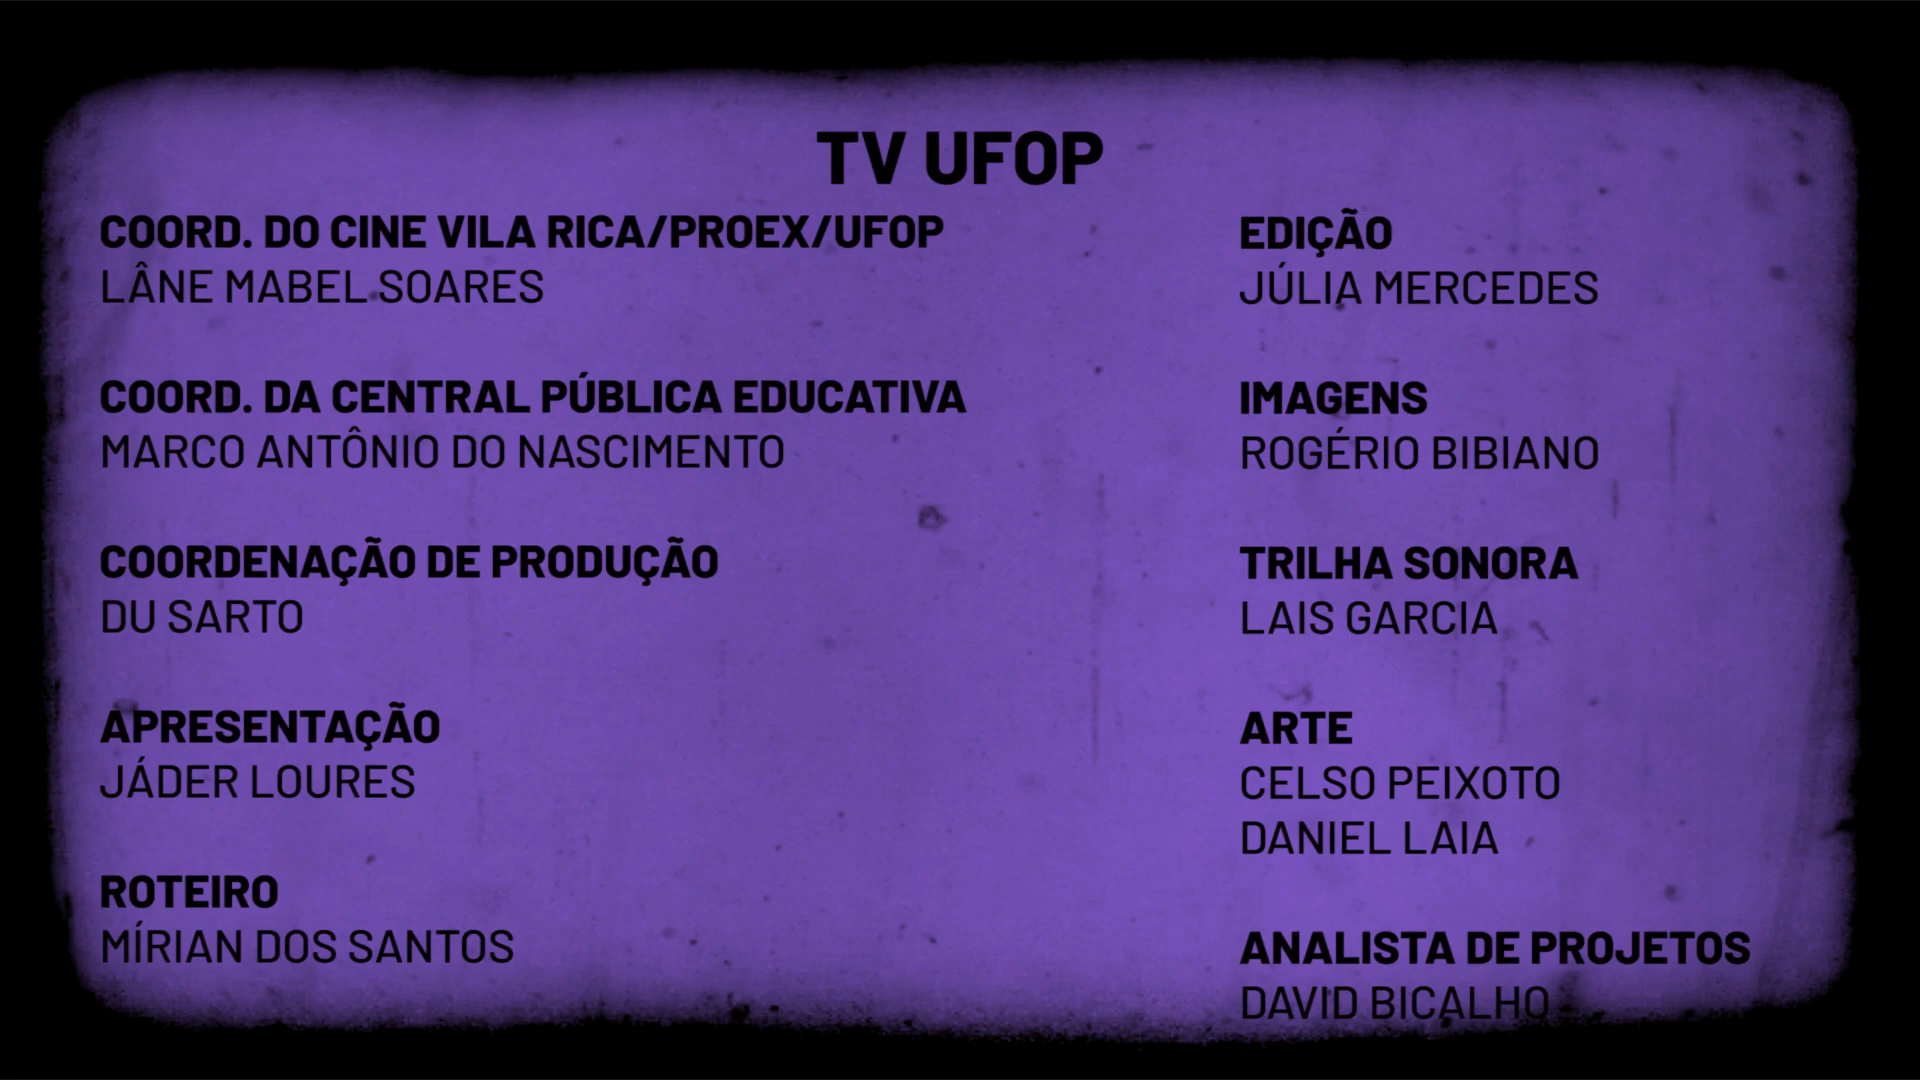 TV UFOP
COORD. DO CINE VILA RICA/PROEX/UFOP
LÂNE MABEL SOARES
COORD. DA CENTRAL PÚBLICA EDUCATIVA
MARCO ANTÔNIO DO NASCIMENTO
COORDENAÇÃO DE PRODUÇÃO
DU SARTO
APRESENTAÇÃO
JÁDER LOURES
ROTEIRO
MÍRIAN DOS SANTOS
EDIÇÃO
JÚLIA MERCEDES
IMAGENS
ROGÉRIO BIBIANO
TRILHA SONORA
LAIS GARCIA
ARTE
CELSO PEIXOTO
DANIEL LAIA
ANALISTA DE PROJETOS
DAVID BICALHO